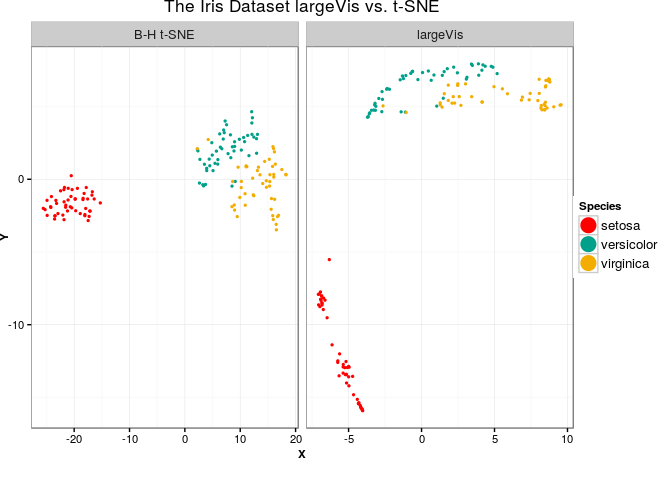 The Iris Dataset largeVis vs. t-SNE
B-H t-SNE
largeVis
Y
0
-10
-20
-10
0
10
20
-5
0
5
10
x
Species
setosa
versicolor
virginica